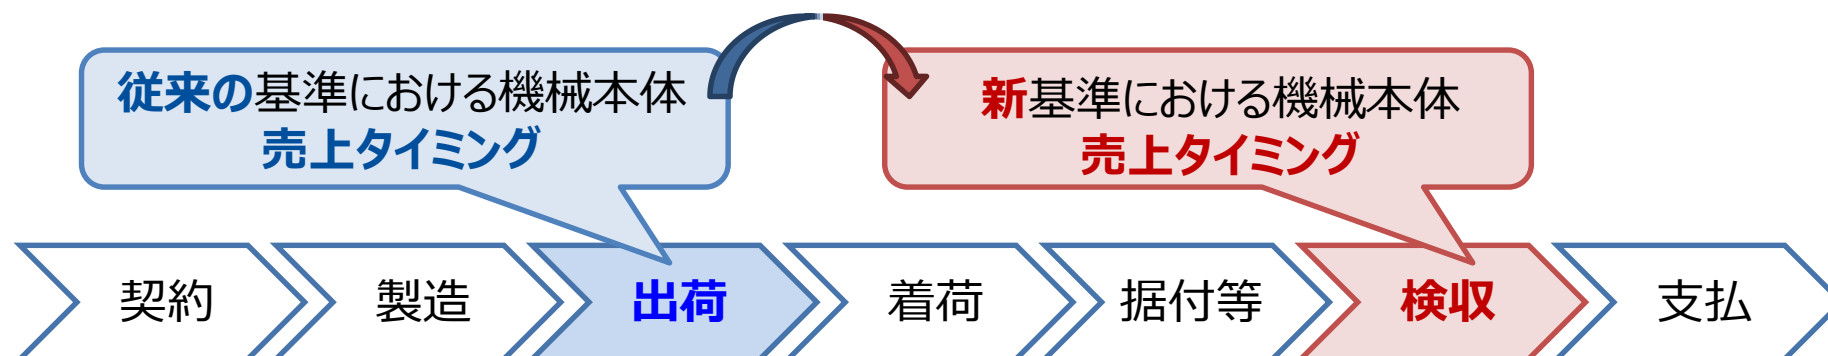 従来の基準における機械本体
売上タイミング
新基準における機械本体
売上タイミング
契約
製造
出荷
着荷
据付等
検収
支払